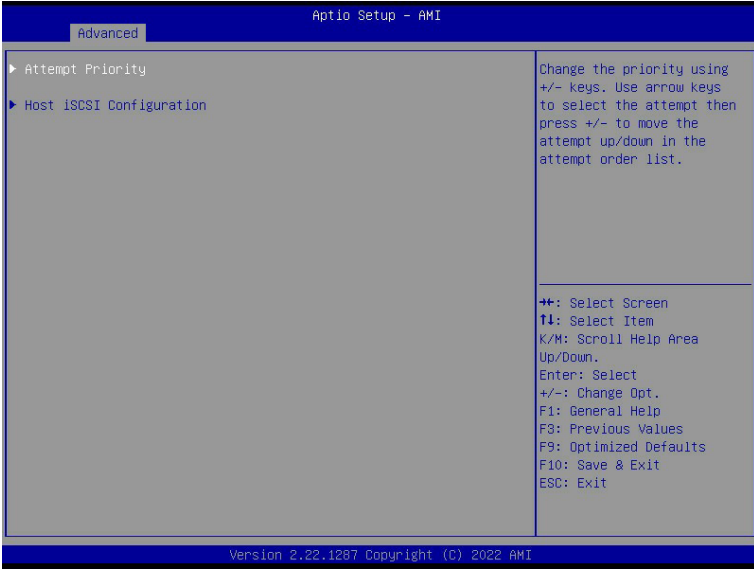 Aptio Setup – AMI
Advanced
▶ Attempt Priority
▶ Host iSCSI Configuration
Change the priority using
+/– keys. Use arrow keys
to select the attempt then
press +/– to move the
attempt up/down in the
attempt order list.
→←: Select Screen
↑↓: Select Item
K/M: Scroll Help Area
Up/Down.
Enter: Select
+/–: Change Opt.
F1: General Help
F3: Previous Values
F9: Optimized Defaults
F10: Save & Exit
ESC: Exit
Version 2.22.1287 Copyright (C) 2022 AMI